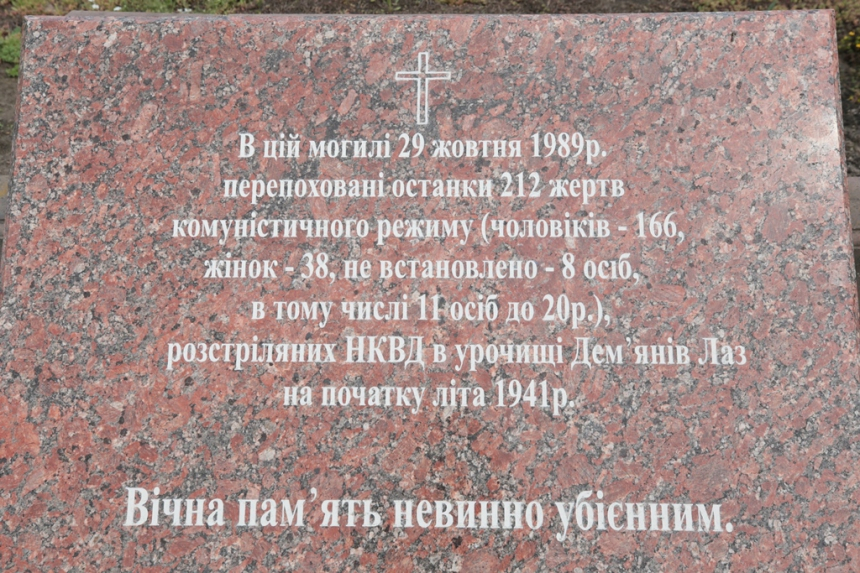 В цій могилі 29 жовтня 1989р.
перепоховані останки 212 жертв
комуністичного режиму (чоловіків - 166,
жінок - 38, не встановлено - 8 осіб,
в тому числі 11 осіб до 20р.),
розстріляних НКВД в урочищі Дем’янів Лаз
на початку літа 1941р.
Вічна пам’ять невинно убієнним.